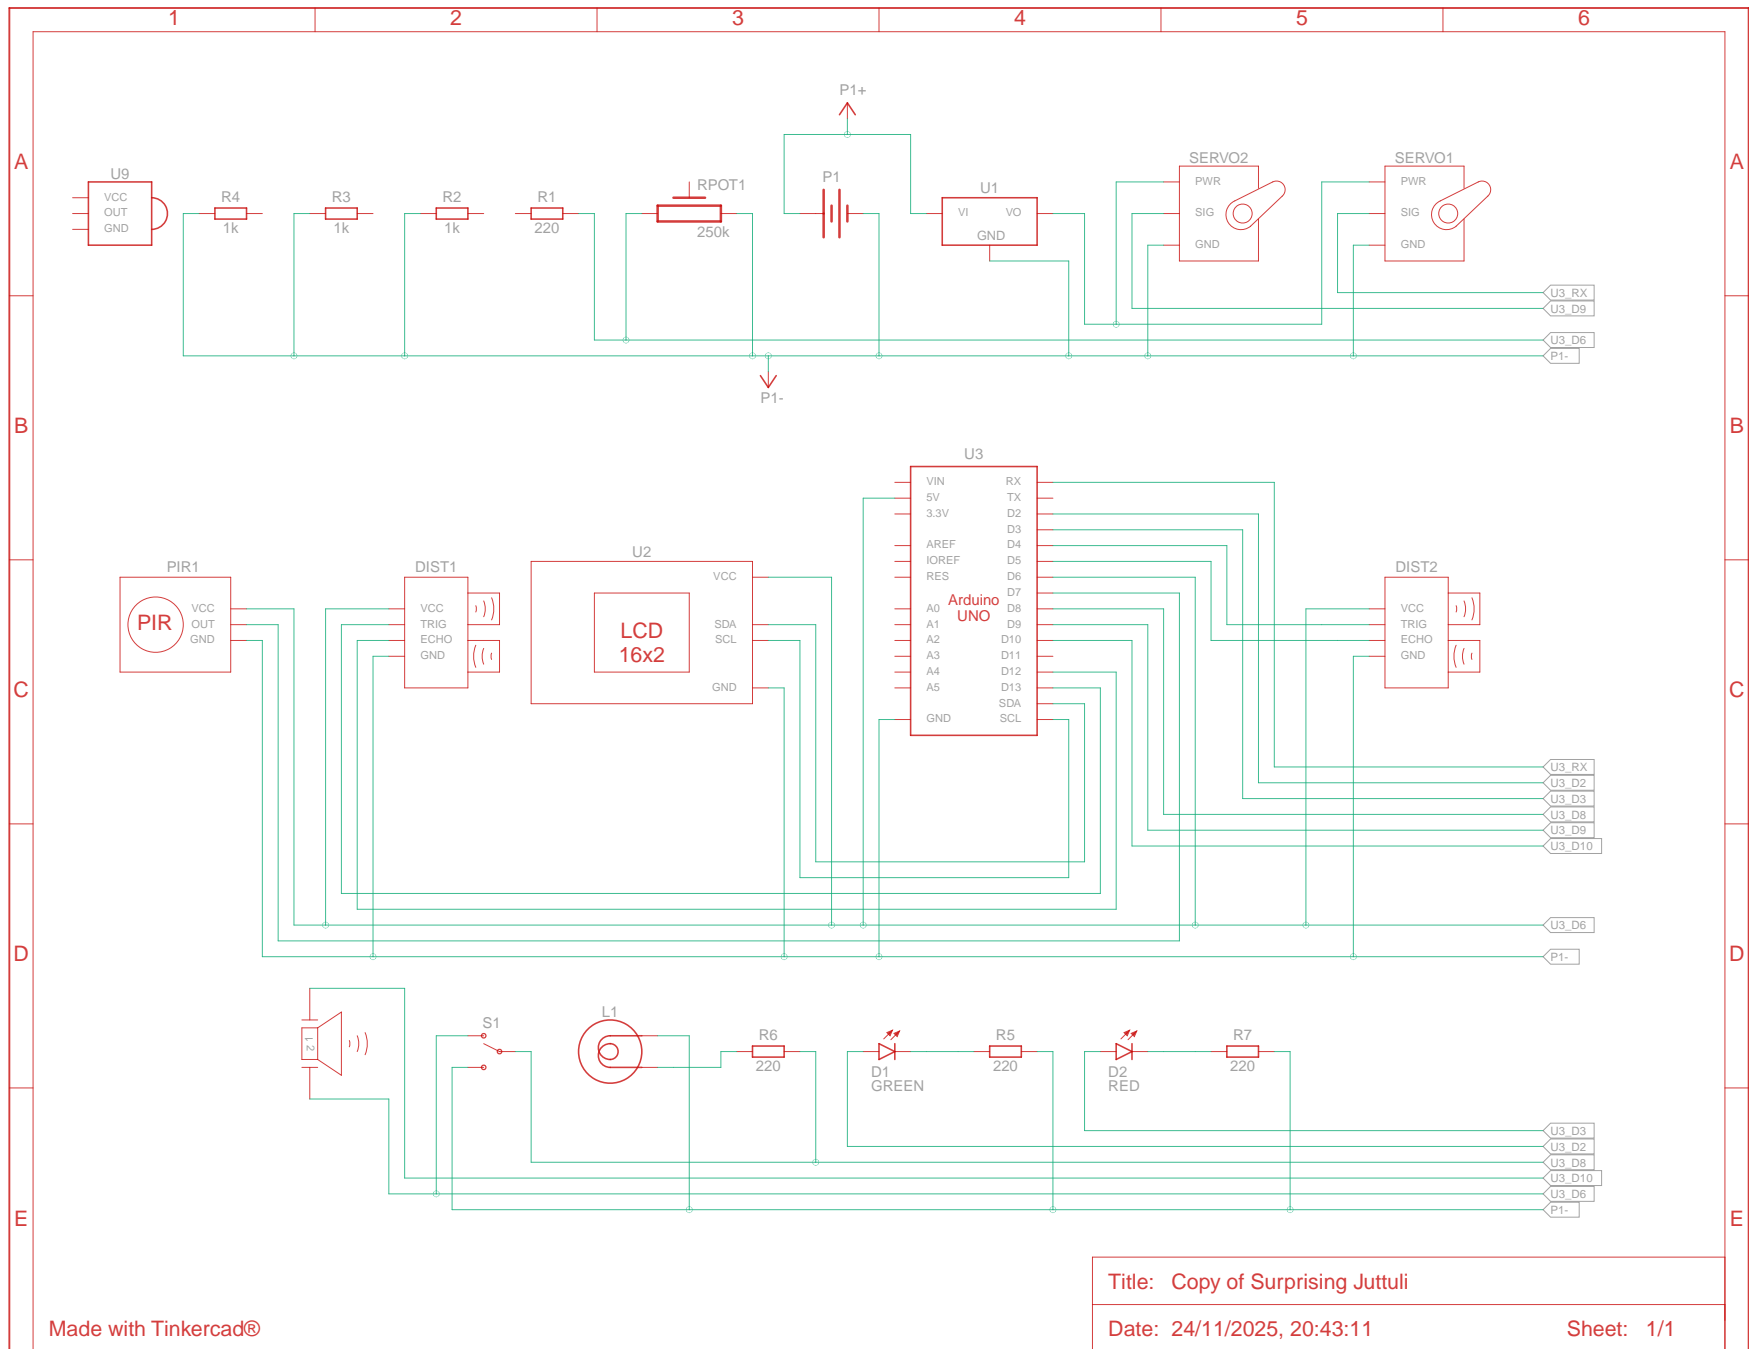 1 2 3 4 5 6
P1+
A A
SERVO2 SERVO1
U9
VCC
OUT
GND
R4
1k
R3
1k
R2
1k
R1
220
RPOT1
250k
P1
U1
VI VO
GND
PWR
SIG
GND
PWR
SIG
GND
U3_RX
U3_D9
U3_D6
P1-
P1-
B B
U3
VIN RX
5V TX
3.3V D2
D3
AREF D4
IOREF D5
RES D6
D7
A0 D8
A1 D9
A2 D10
A3 D11
A4 D12
A5 D13
SDA
GND SCL
Arduino
UNO
PIR1
PIR
VCC
OUT
GND
DIST1
VCC
TRIG
ECHO
GND
U2
LCD
16x2
VCC
SDA
SCL
GND
DIST2
VCC
TRIG
ECHO
GND
C C
U3_RX
U3_D2
U3_D3
U3_D8
U3_D9
U3_D10
U3_D6
P1-
D D
1 2
S1
L1
R6
220
D1
GREEN
R5
220
D2
RED
R7
220
U3_D3
U3_D2
U3_D8
U3_D10
U3_D6
P1-
E E
Title: Copy of Surprising Juttuli
Made with Tinkercad®
Date: 24/11/2025, 20:43:11 Sheet: 1/1